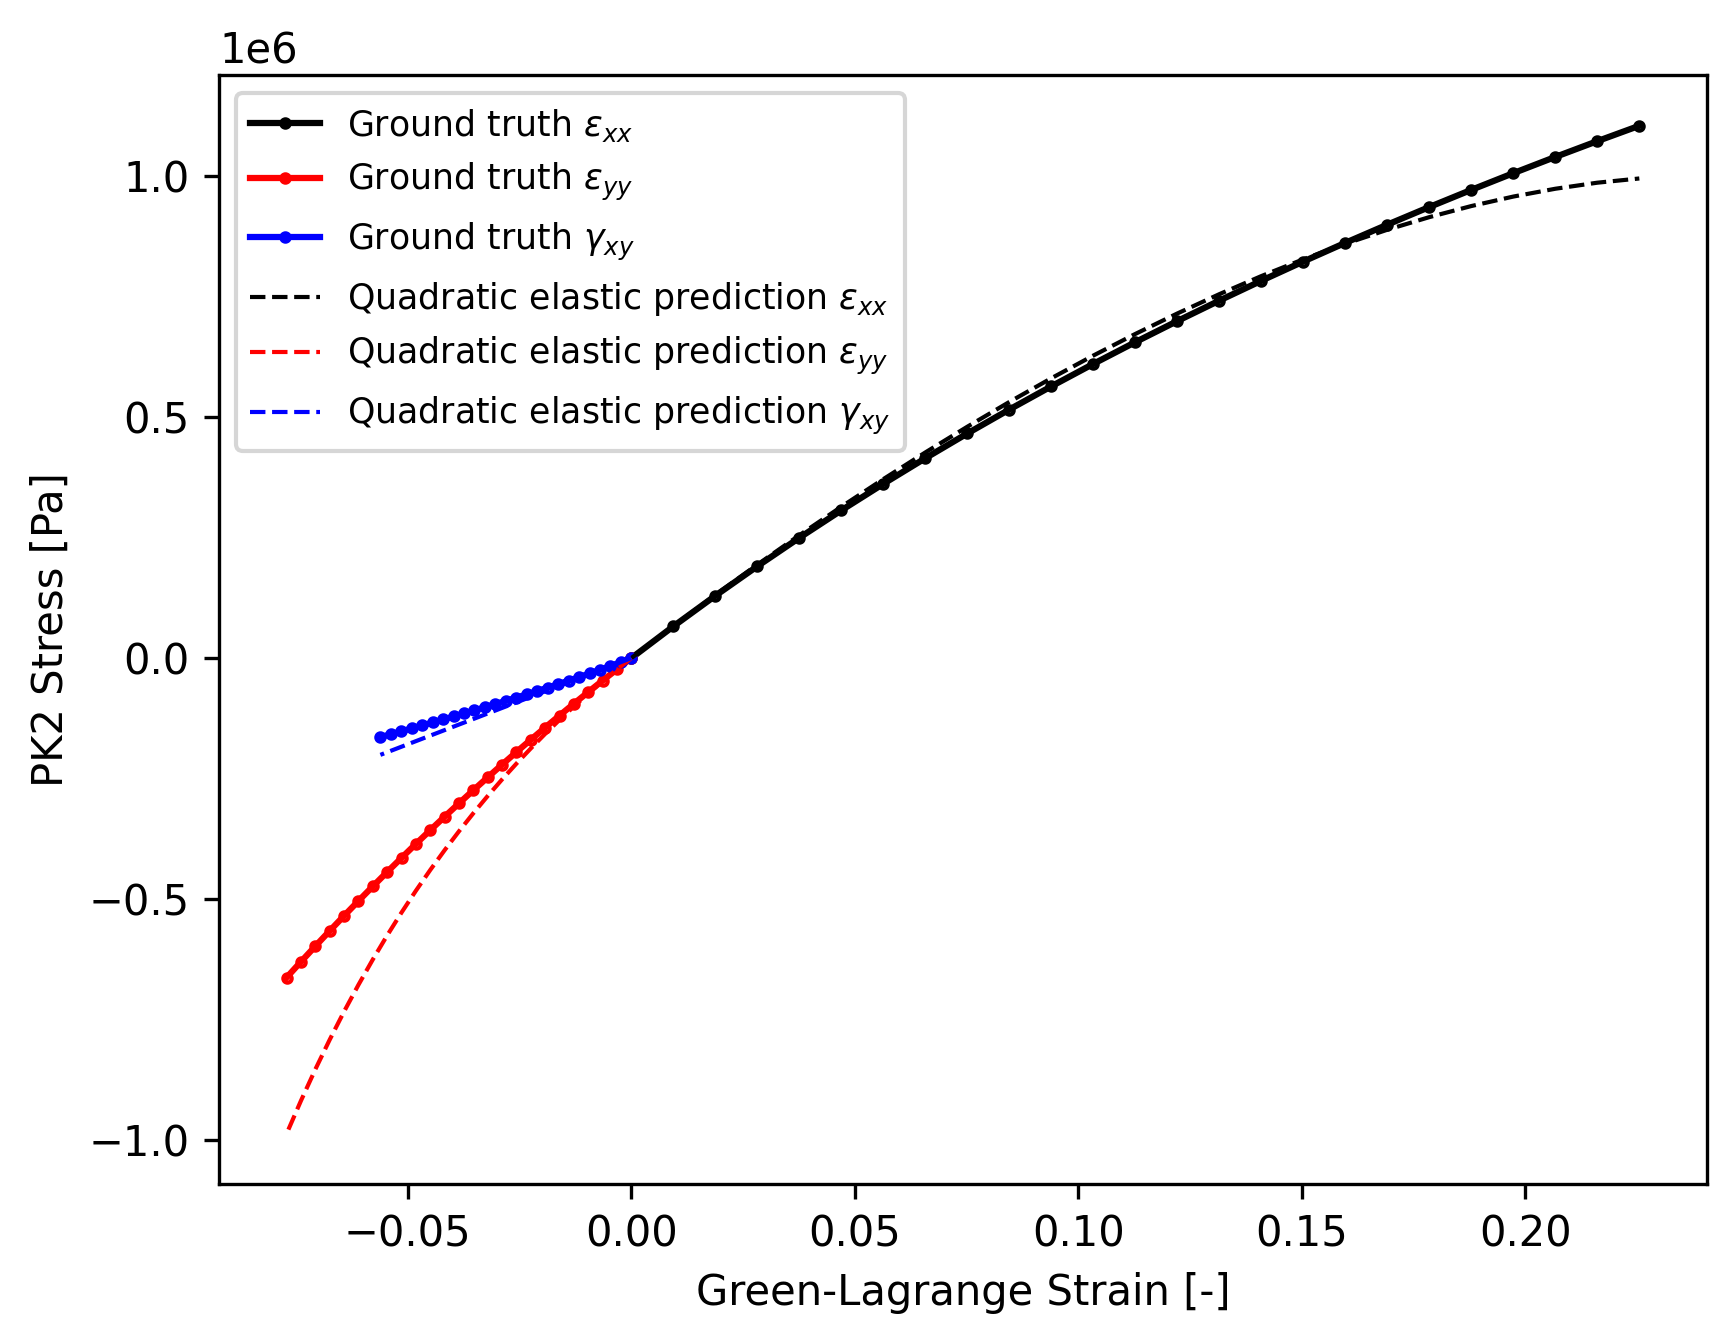 1e6
Ground truth εxx
Ground truth εyy
Ground truth γxy
Quadratic elastic prediction εxx
Quadratic elastic prediction εyy
Quadratic elastic prediction γxy
1.0
0.5
0.0
−0.5
−1.0
PK2 Stress [Pa]
−0.05 0.00 0.05 0.10 0.15 0.20
Green-Lagrange Strain [-]